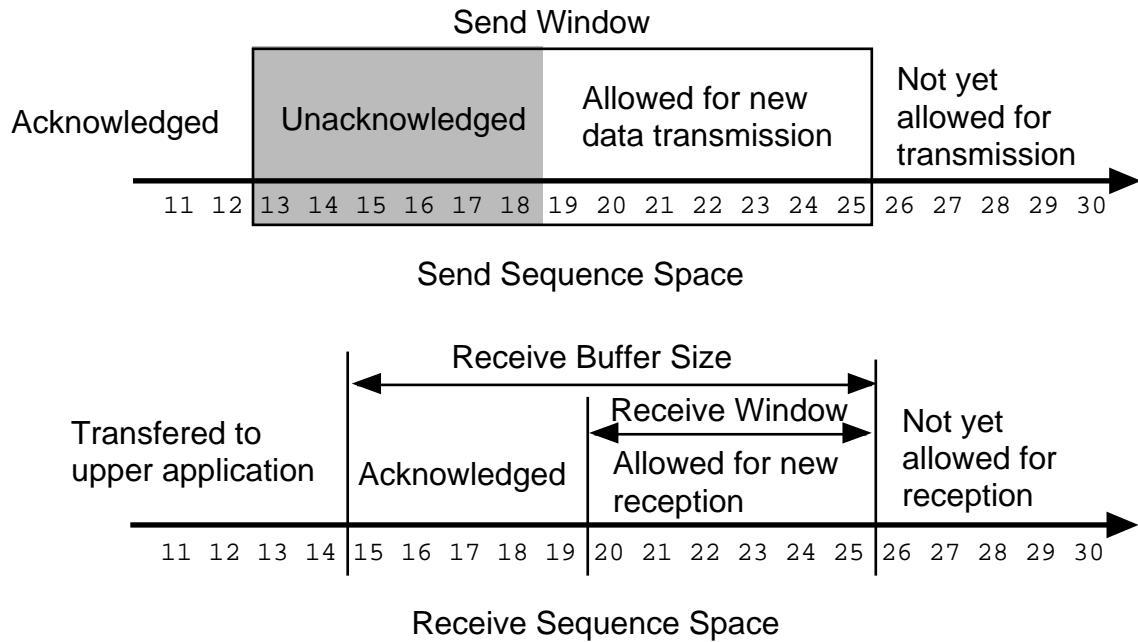 Send Window
Acknowledged
Unacknowledged
Allowed for new
data transmission
Not yet
allowed for
transmission
11 12 13 14 15 16 17 18 19 20 21 22 23 24 25 26 27 28 29 30
Send Sequence Space
Receive Buffer Size
Receive Window
Transfered to
upper application
Acknowledged
Allowed for new
reception
Not yet
allowed for
reception
11 12 13 14 15 16 17 18 19 20 21 22 23 24 25 26 27 28 29 30
Receive Sequence Space